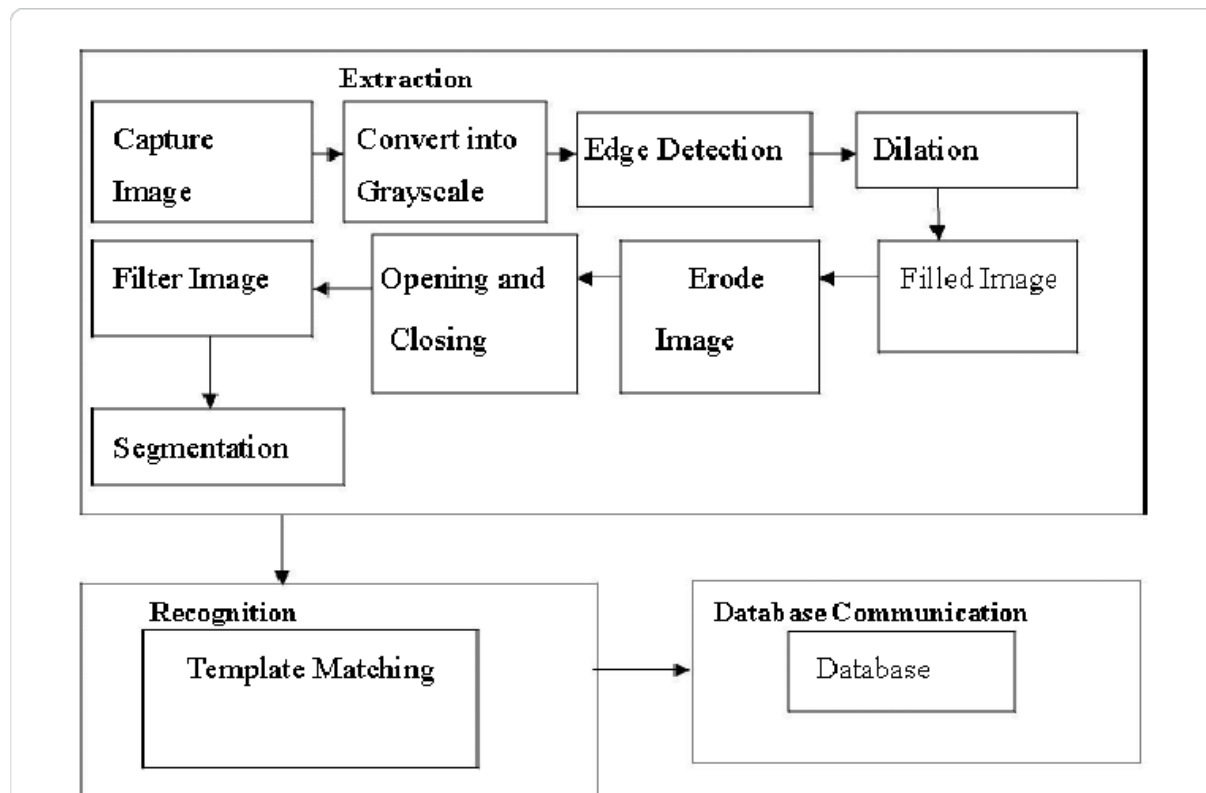 Extraction
Capture
Image
Convert into
Grayscale
Edge Detection
Dilation
Filter Image
Opening and
Closing
Erode
Image
Filled Image
Segmentation
Recognition
Template Matching
Database Communication
Database